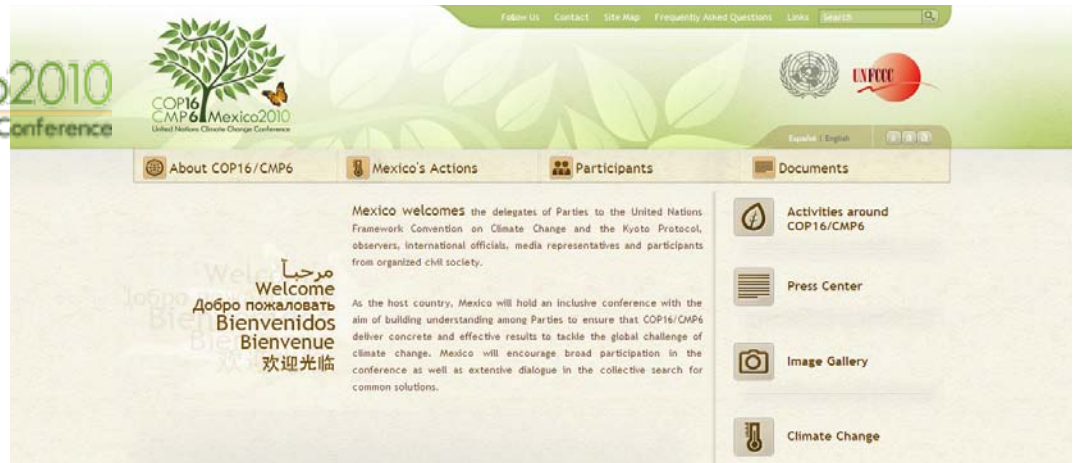 Follow Us Contact Site Map Frequently Asked Questions Links Search
2010
Conference
COP16
CMP6 Mexico2010
United Nations Climate Change Conference
UNFCCC
Español | English
a a a
About COP16/CMP6 Mexico's Actions Participants Documents
مرحبآ
Welcome
Добро пожаловать
Bienvenidos
Bienvenue
欢迎光临
Mexico welcomes the delegates of Parties to the United Nations
Framework Convention on Climate Change and the Kyoto Protocol,
observers, international officials, media representatives and participants
from organized civil society.
As the host country, Mexico will hold an inclusive conference with the
aim of building understanding among Parties to ensure that COP16/CMP6
deliver concrete and effective results to tackle the global challenge of
climate change. Mexico will encourage broad participation in the
conference as well as extensive dialogue in the collective search for
common solutions.
Activities around
COP16/CMP6
Press Center
Image Gallery
Climate Change